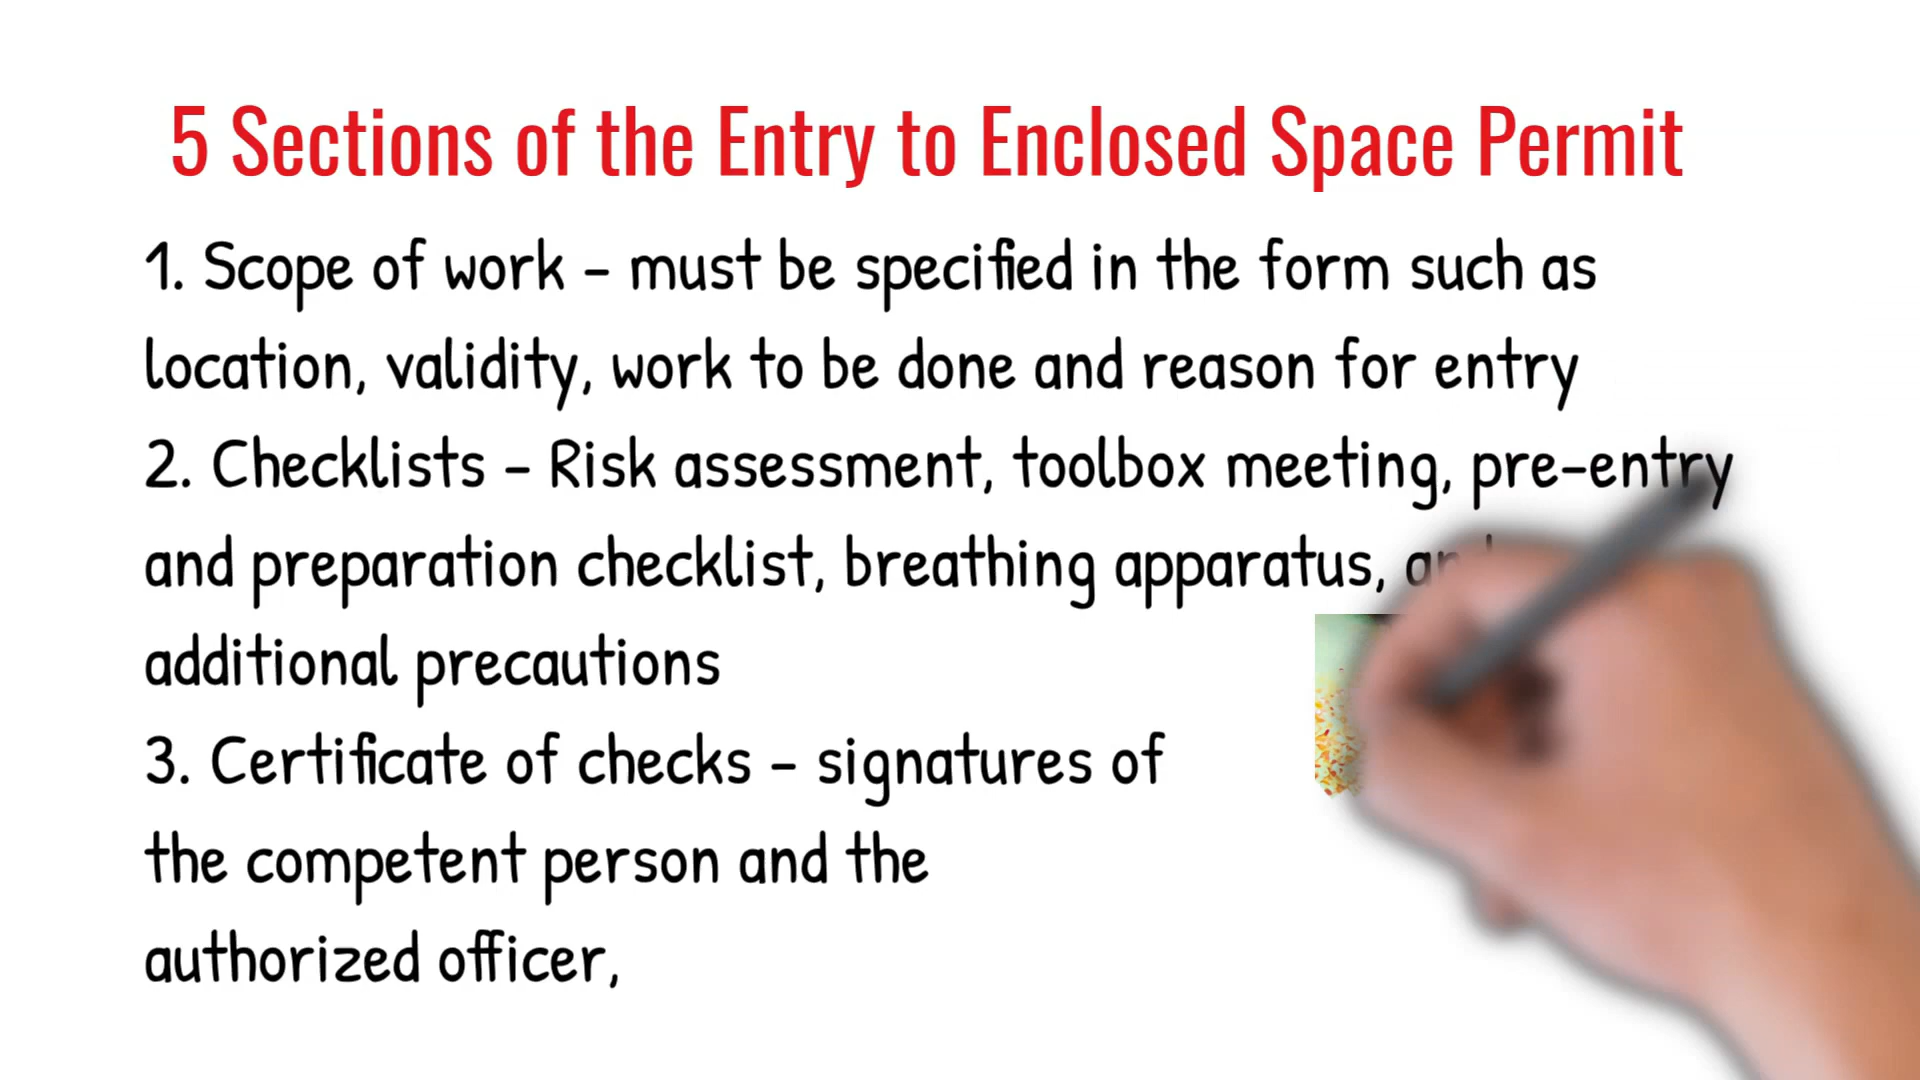 5 Sections of the Entry to Enclosed Space Permit
1. Scope of work - must be specified in the form such as
location, validity, work to be done and reason for entry
2. Checklists - Risk assessment, toolbox meeting, pre-entry
and preparation checklist, breathing apparatus,
additional precautions
3. Certificate of checks - signatures of
the competent person and the
authorized officer,